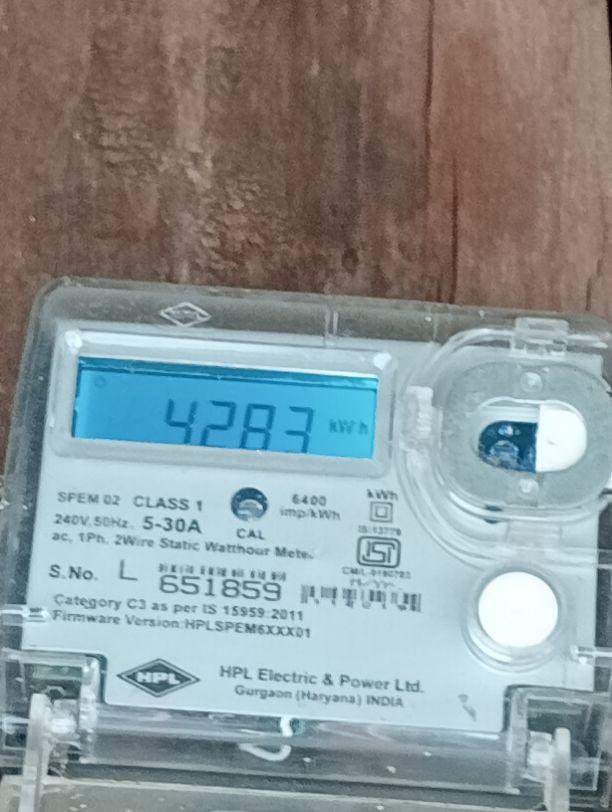 4283 kWh
SPEM 02 CLASS 1
6400
imp/kWh
kWh
240V, 50Hz, 5-30A
CAL
ac, 1Ph, 2Wire Static Watthour Meter
IS:13779
S.No. L 651859
Category C3 as per IS 15959:2011
Firmware Version:HPLSPEM6XXX01
HPL
HPL Electric & Power Ltd.
Gurgaon (Haryana) INDIA